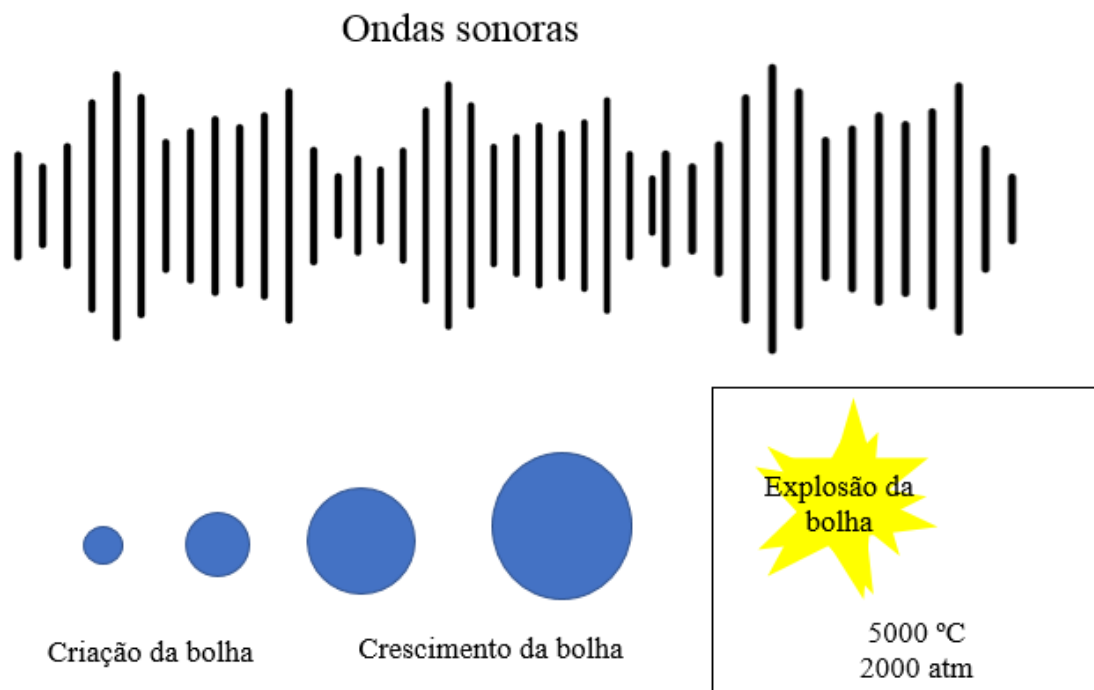 Ondas sonoras
Explosão da
bolha
Criação da bolha
Crescimento da bolha
5000 ºC
2000 atm